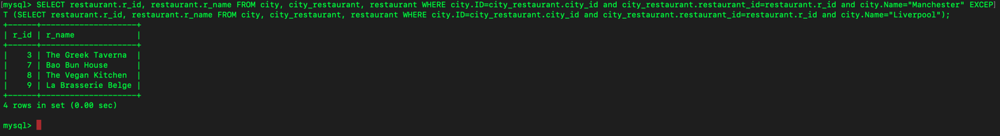 [mysql> SELECT restaurant.r_id, restaurant.r_name FROM city, city_restaurant, restaurant WHERE city.ID=city_restaurant.city_id and city_restaurant.restaurant_id=restaurant.r_id and city.Name="Manchester" EXCEP]
T (SELECT restaurant.r_id, restaurant.r_name FROM city, city_restaurant, restaurant WHERE city.ID=city_restaurant.city_id and city_restaurant.restaurant_id=restaurant.r_id and city.Name="Liverpool");
+------+--------------------+
| r_id | r_name             |
+------+--------------------+
|    3 | The Greek Taverna  |
|    7 | Bao Bun House      |
|    8 | The Vegan Kitchen  |
|    9 | La Brasserie Belge |
+------+--------------------+
4 rows in set (0.00 sec)
mysql>